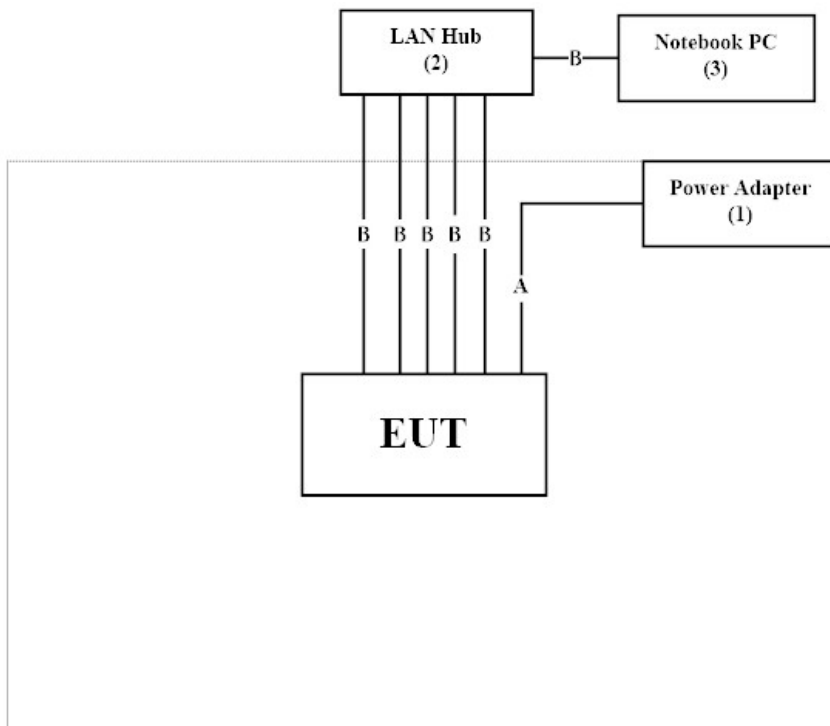 LAN Hub
(2)
B
Notebook PC
(3)
Power Adapter
(1)
B B B B B
A
EUT